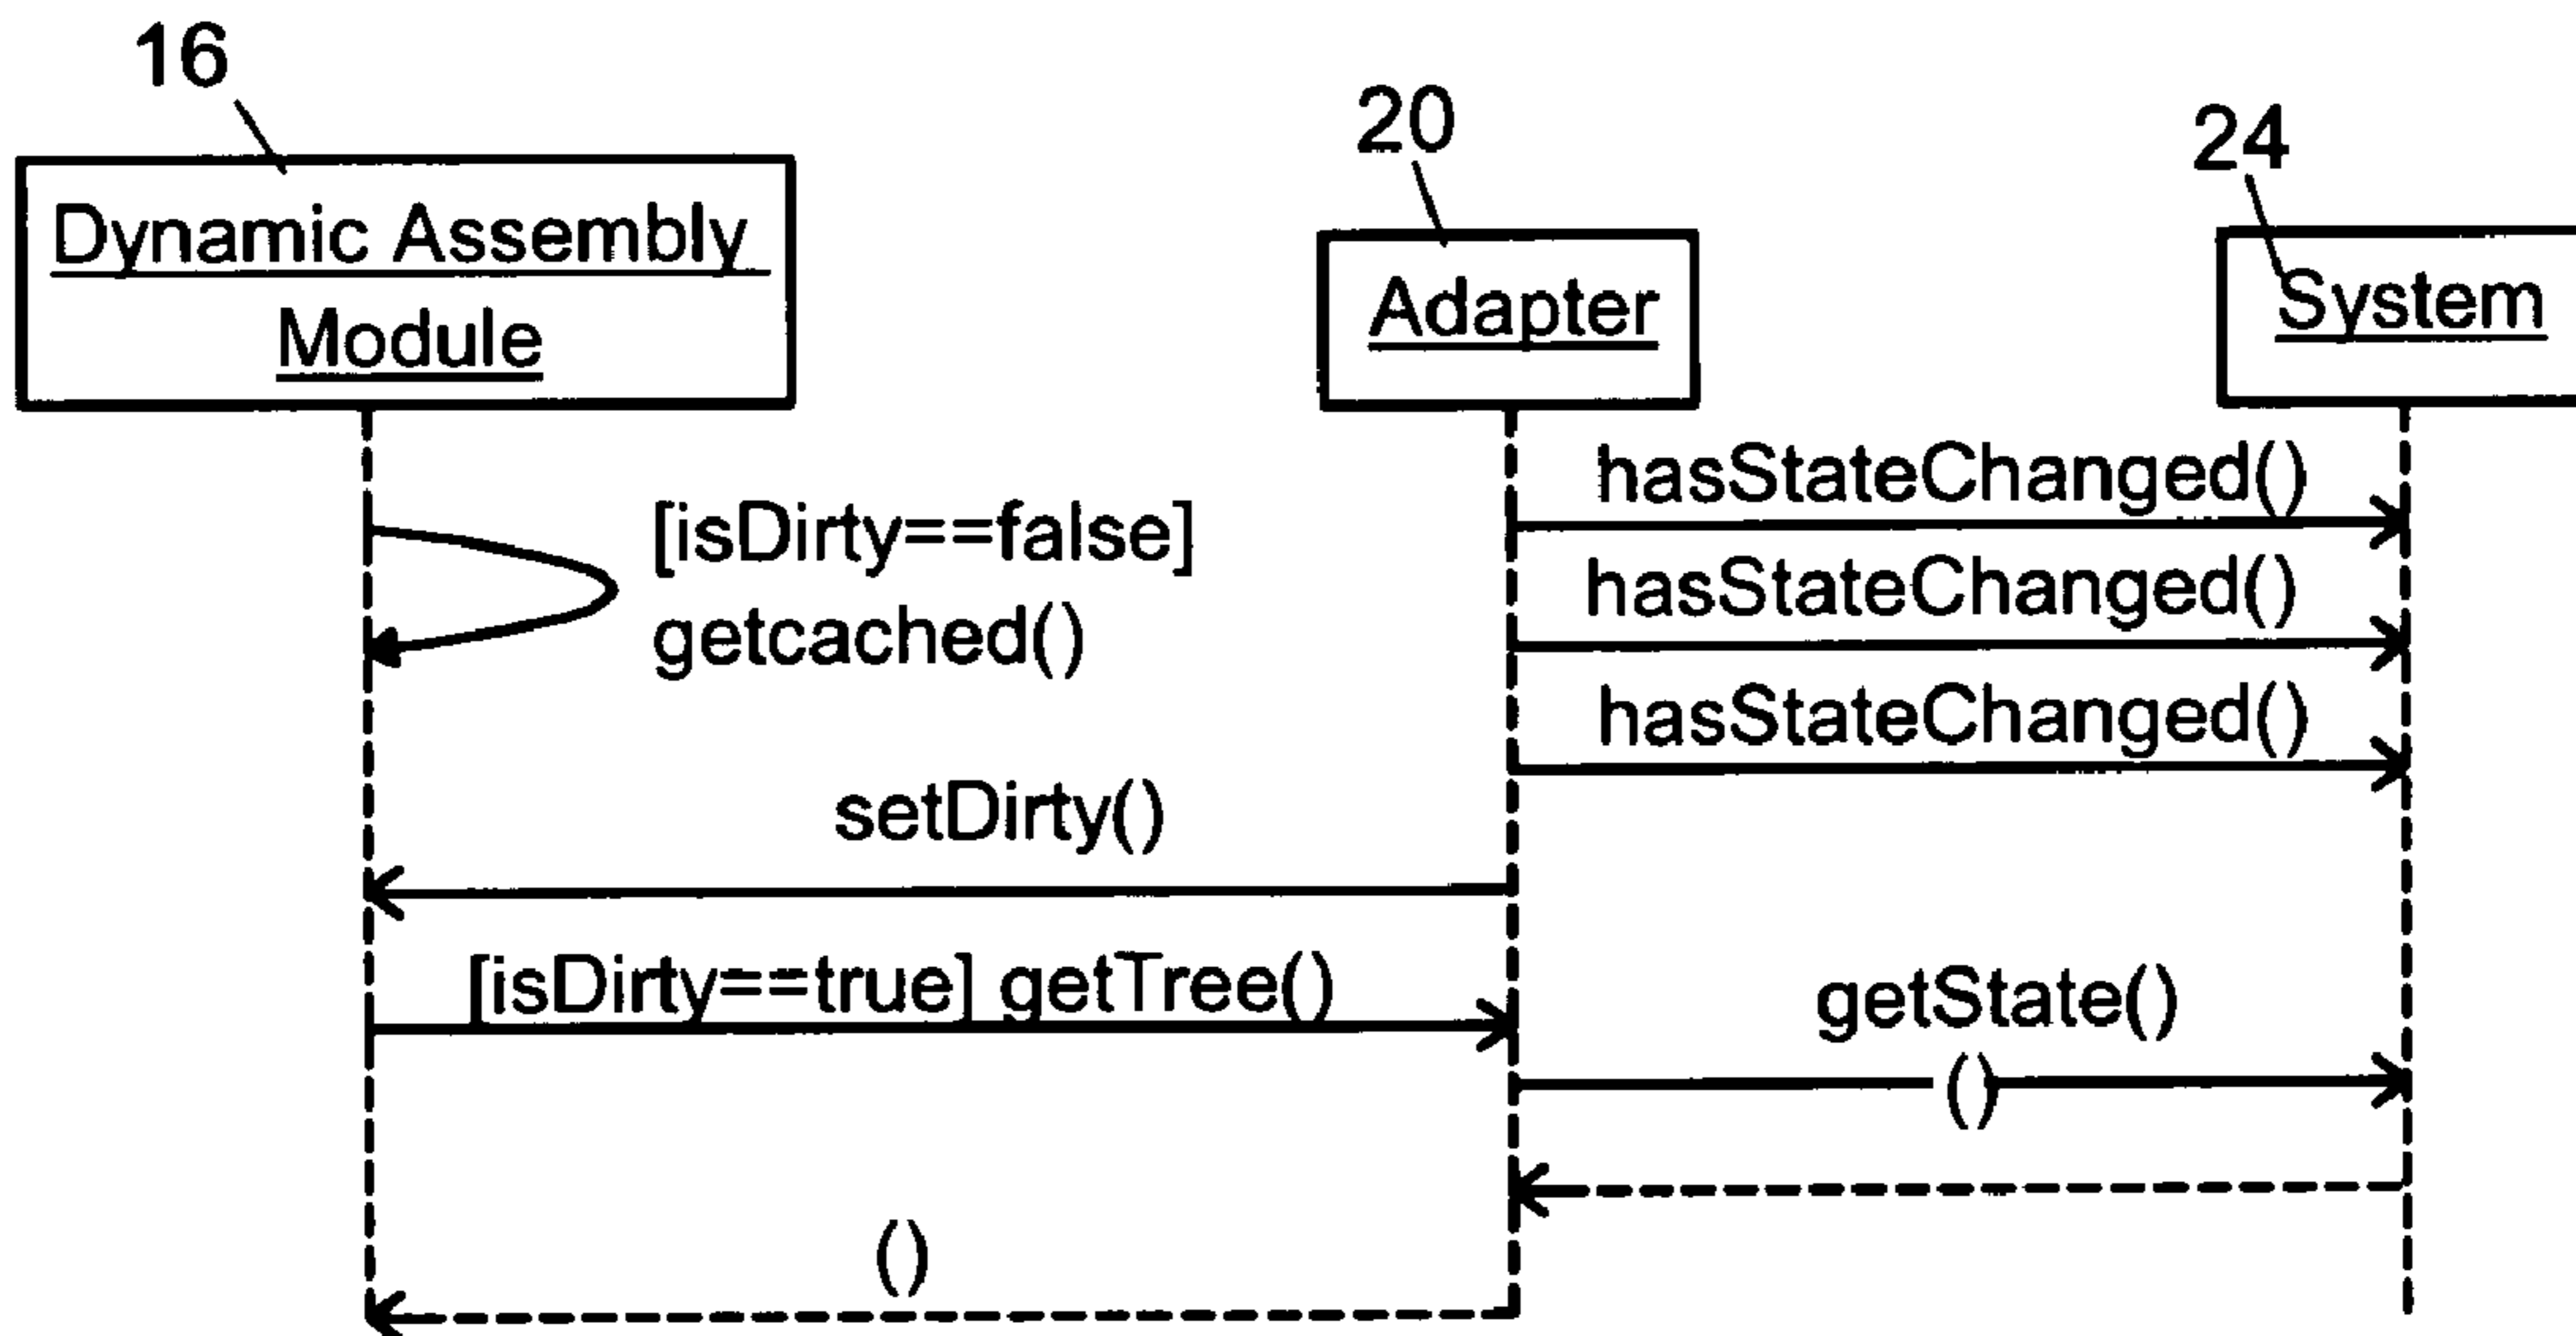 16
20
24
Dynamic Assembly
Module
Adapter
System
hasStateChanged()
[isDirty==false]
hasStateChanged()
getcached()
hasStateChanged()
setDirty()
[isDirty==true] getTree()
getState()
()
()